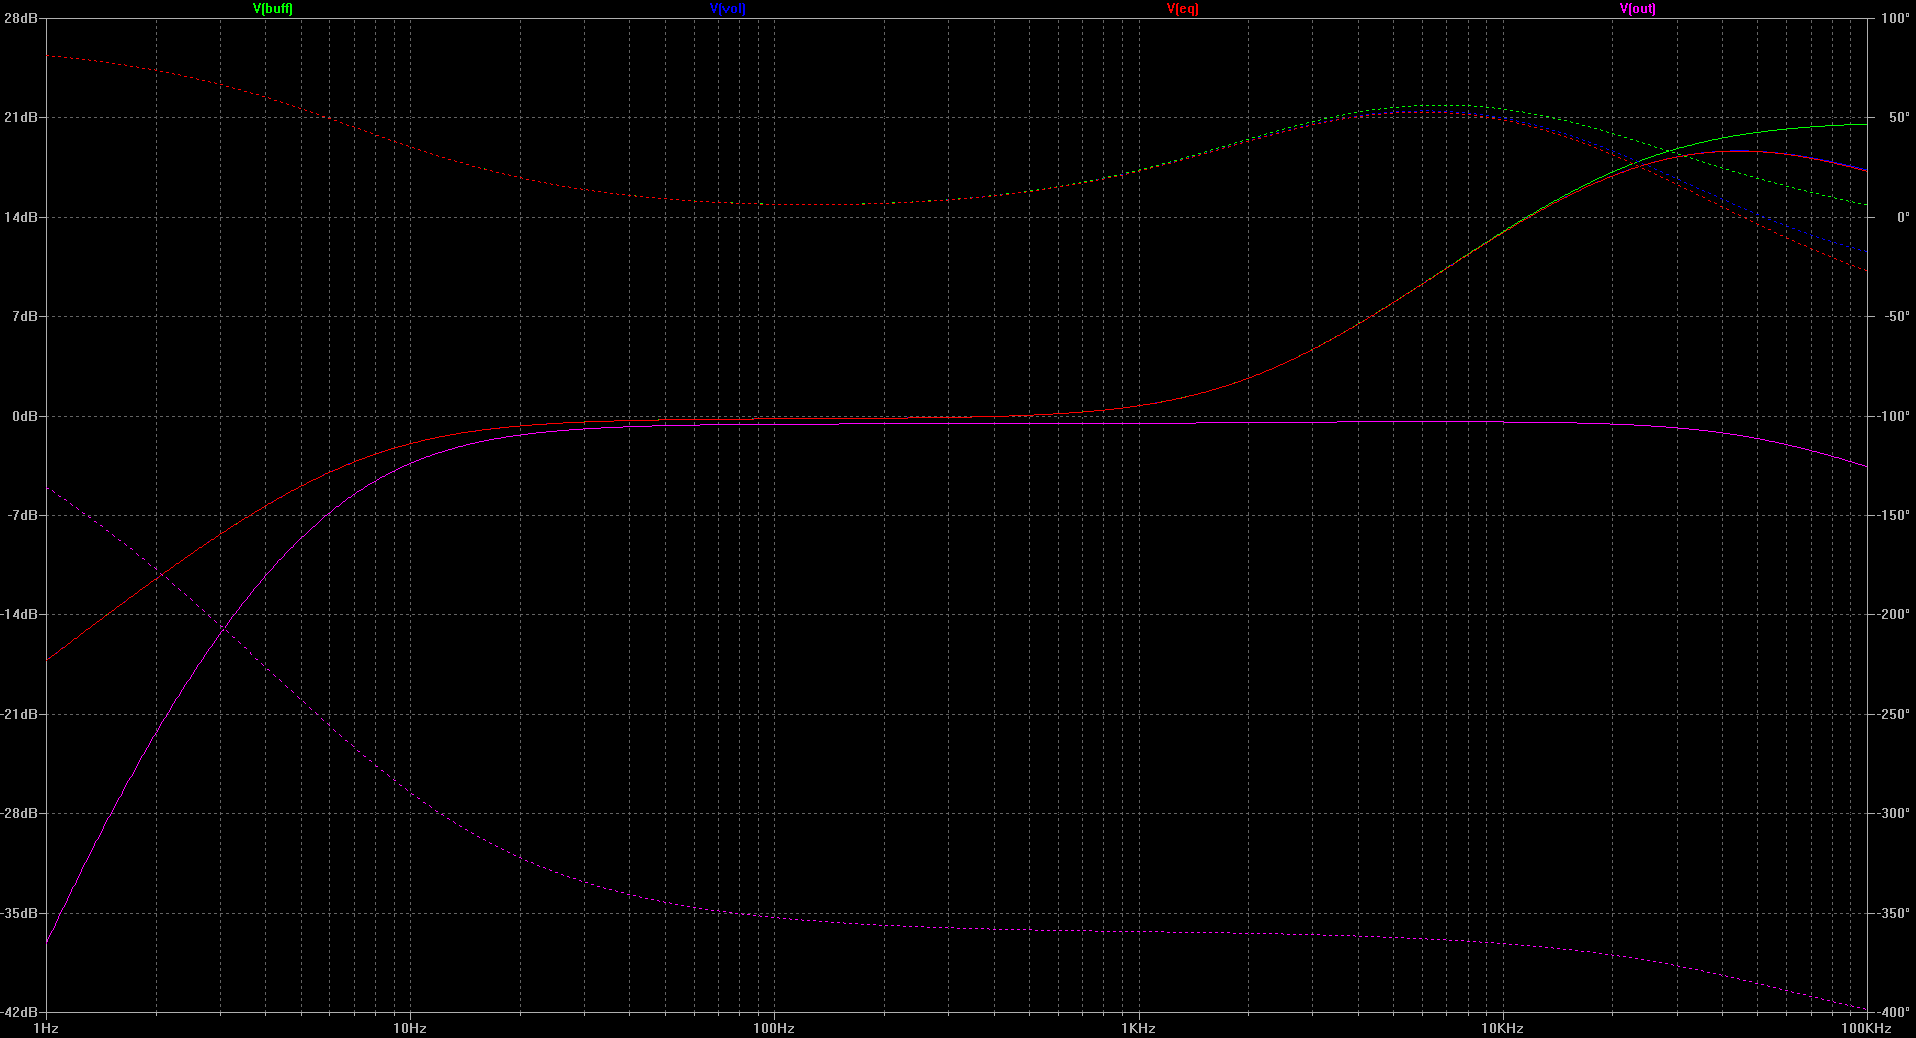 V(buff) V(vol) V(eq) V(out)
28dB 100°
21dB 50°
14dB 0°
7dB -50°
0dB -100°
-7dB -150°
-14dB -200°
-21dB -250°
-28dB -300°
-35dB -350°
-42dB -400°
1Hz 10Hz 100Hz 1KHz 10KHz 100KHz